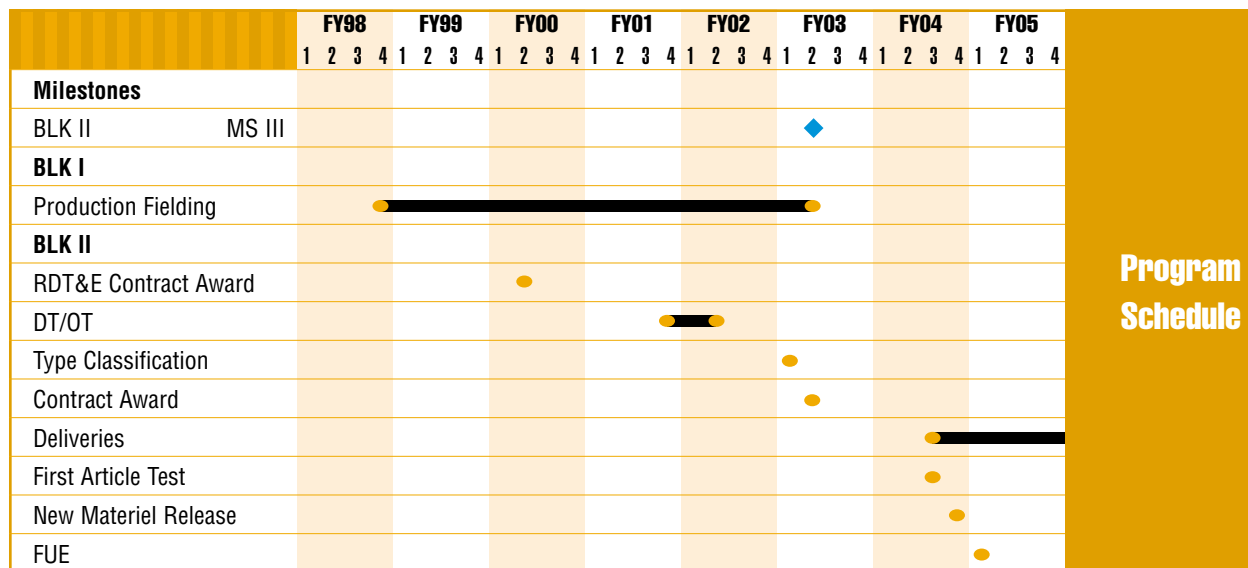 FY98 FY99 FY00 FY01 FY02 FY03 FY04 FY05
1 2 3 4 1 2 3 4 1 2 3 4 1 2 3 4 1 2 3 4 1 2 3 4 1 2 3 4 1 2 3 4
Milestones
BLK II MS III
BLK I
Production Fielding
BLK II
RDT&E Contract Award
DT/OT
Type Classification
Contract Award
Deliveries
First Article Test
New Materiel Release
FUE
Program
Schedule